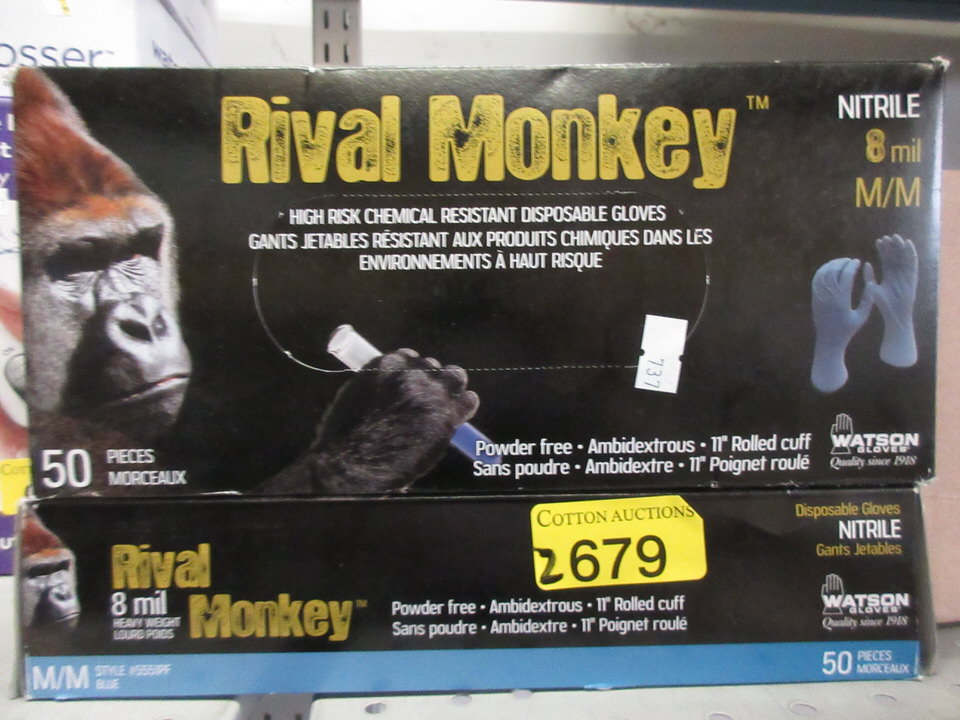 osser
Rival Monkey™
NITRILE
8 mil
M/M
HIGH RISK CHEMICAL RESISTANT DISPOSABLE GLOVES
GANTS JETABLES RÉSISTANT AUX PRODUITS CHIMIQUES DANS LES
ENVIRONNEMENTS À HAUT RISQUE
737
50 PIECES
MORCEAUX
Powder free • Ambidextrous • 11" Rolled cuff
Sans poudre • Ambidextre • 11" Poignet roulé
WATSON
GLOVES
Quality since 1918
COTTON AUCTIONS
2679
Disposable Gloves
NITRILE
Gants Jetables
Rival
Monkey™
8 mil
HEAVY WEIGHT
LOURD POIDS
Powder free • Ambidextrous • 11" Rolled cuff
Sans poudre • Ambidextre • 11" Poignet roulé
WATSON
GLOVES
Quality since 1918
M/M STYLE #5551PF
BLUE
50 PIECES
MORCEAUX